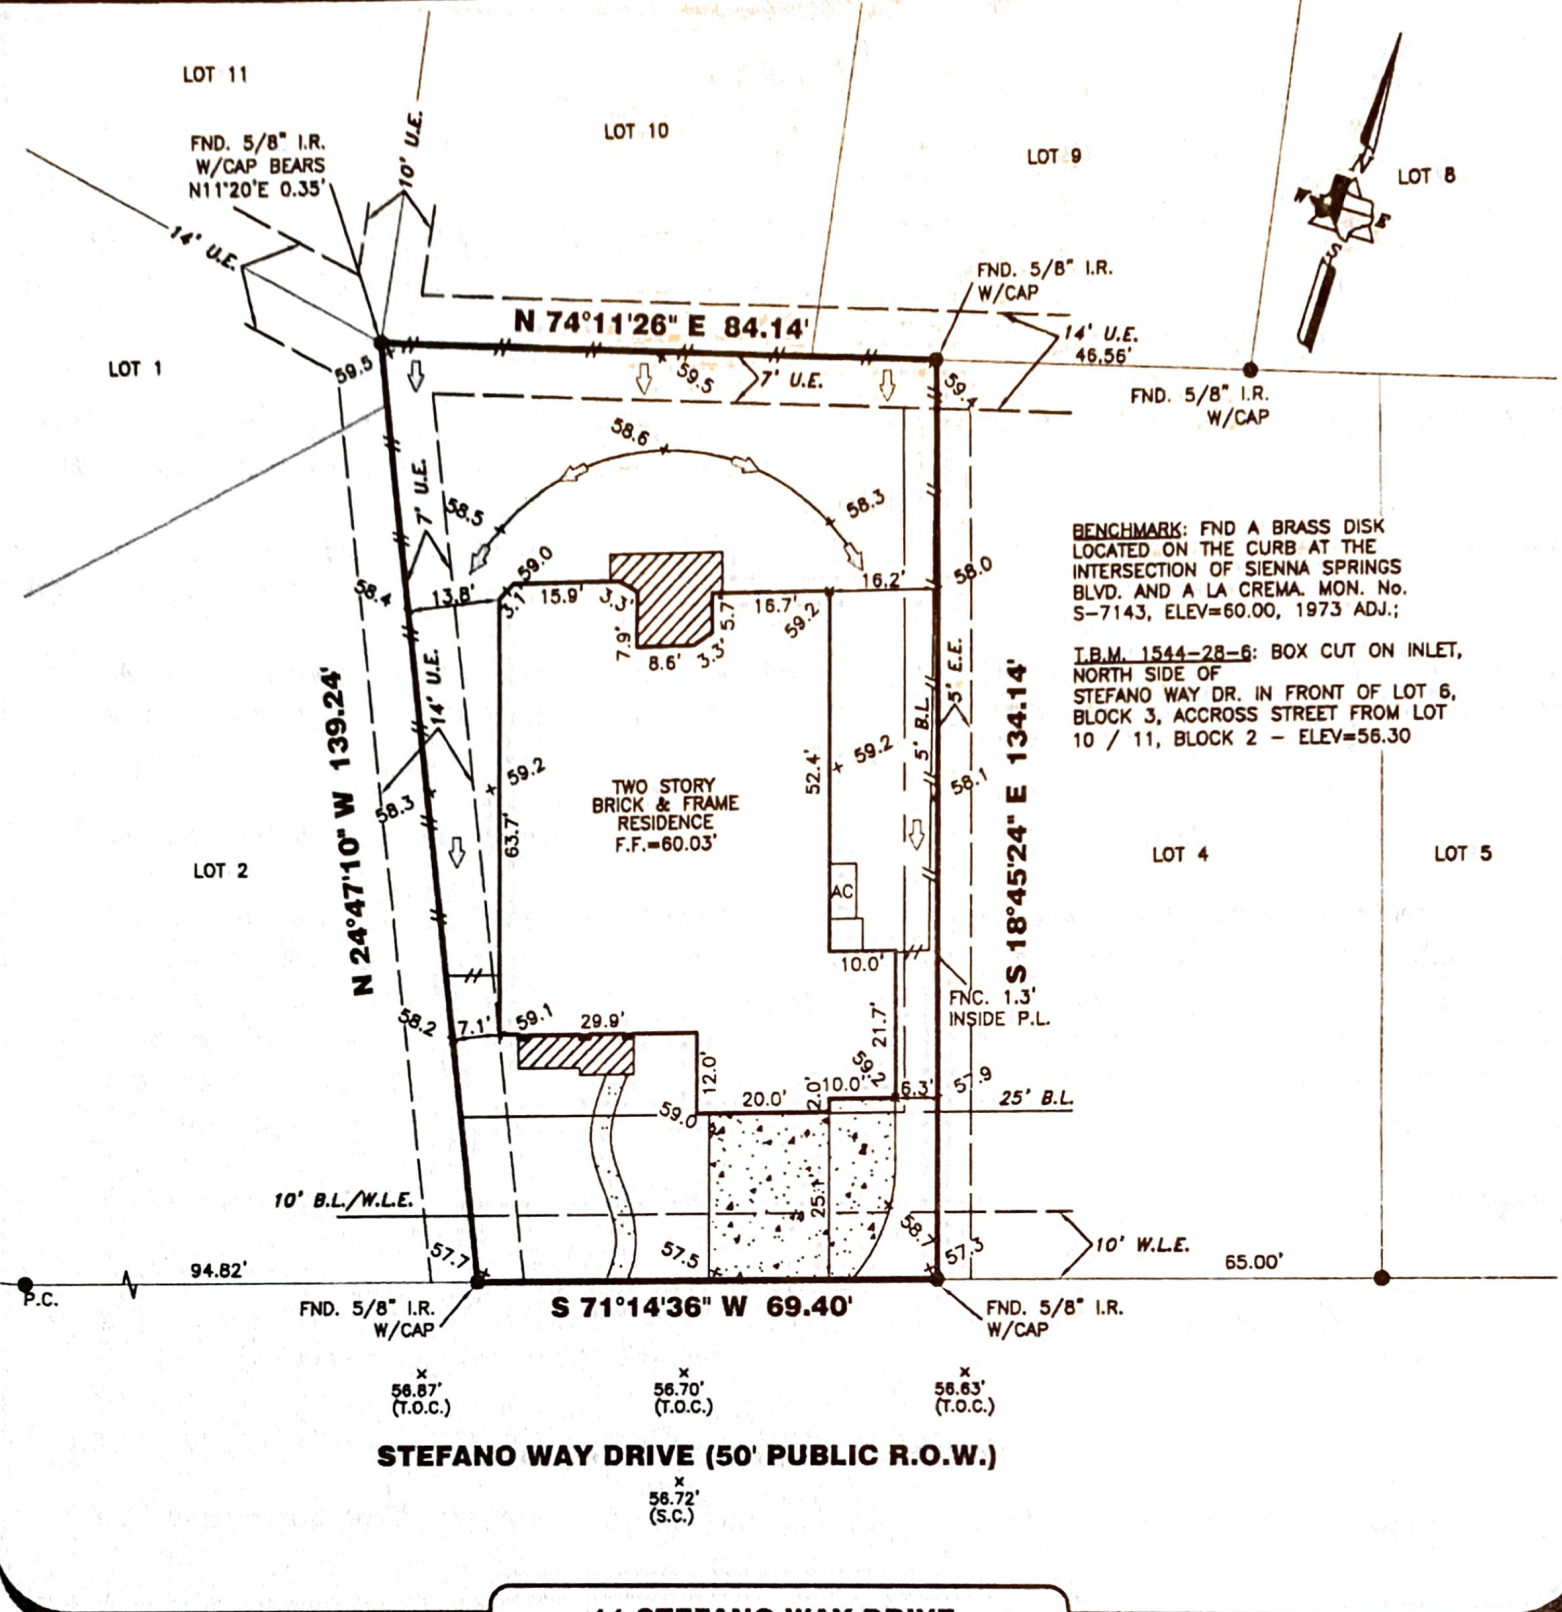 LOT 11
LOT 10
LOT 9
LOT 8
FND. 5/8" I.R.
W/CAP BEARS
N11°20'E 0.35'
10' U.E.
14' U.E.
N
W
E
S
FND. 5/8" I.R.
W/CAP
N 74°11'26" E 84.14'
14' U.E.
46.56'
LOT 1
59.5
59.5
7' U.E.
59.4
FND. 5/8" I.R.
W/CAP
58.6
7' U.E.
58.5
58.3
BENCHMARK: FND A BRASS DISK
LOCATED ON THE CURB AT THE
INTERSECTION OF SIENNA SPRINGS
BLVD. AND A LA CREMA. MON. No.
S-7143, ELEV=60.00, 1973 ADJ.;
58.4
13.8'
59.0
3.1'
15.9'
3.3'
7.9'
8.6'
3.3'
5.7'
16.7'
59.2
16.2'
58.0
T.B.M. 1544-28-6: BOX CUT ON INLET,
NORTH SIDE OF
STEFANO WAY DR. IN FRONT OF LOT 6,
BLOCK 3, ACCROSS STREET FROM LOT
10 / 11, BLOCK 2 - ELEV=56.30
14' U.E.
5' E.E.
5' B.L.
N 24°47'10" W 139.24'
S 18°45'24" E 134.14'
58.3
59.2
63.7'
TWO STORY
BRICK & FRAME
RESIDENCE
F.F.=60.03'
52.4'
59.2
58.1
LOT 2
LOT 4
LOT 5
AC
10.0'
FNC. 1.3'
INSIDE P.L.
58.2
7.1'
59.1
29.9'
12.0'
21.7'
59.2
59.0
20.0'
2.0'
10.0'
6.3'
57.9
25' B.L.
10' B.L./W.L.E.
25.1'
58.7
57.7
57.5
57.3
10' W.L.E.
94.82'
65.00'
P.C.
FND. 5/8" I.R.
W/CAP
S 71°14'36" W 69.40'
FND. 5/8" I.R.
W/CAP
56.87'
(T.O.C.)
56.70'
(T.O.C.)
56.63'
(T.O.C.)
STEFANO WAY DRIVE (50' PUBLIC R.O.W.)
56.72'
(S.C.)
STEFANO WAY DRIVE